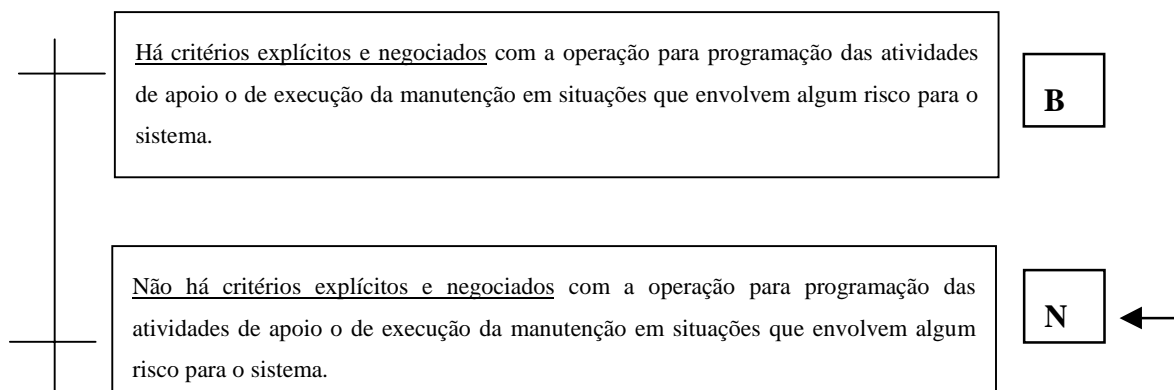 Há critérios explícitos e negociados com a operação para programação das atividades
de apoio o de execução da manutenção em situações que envolvem algum risco para o
sistema.
B
Não há critérios explícitos e negociados com a operação para programação das
atividades de apoio o de execução da manutenção em situações que envolvem algum
risco para o sistema.
N